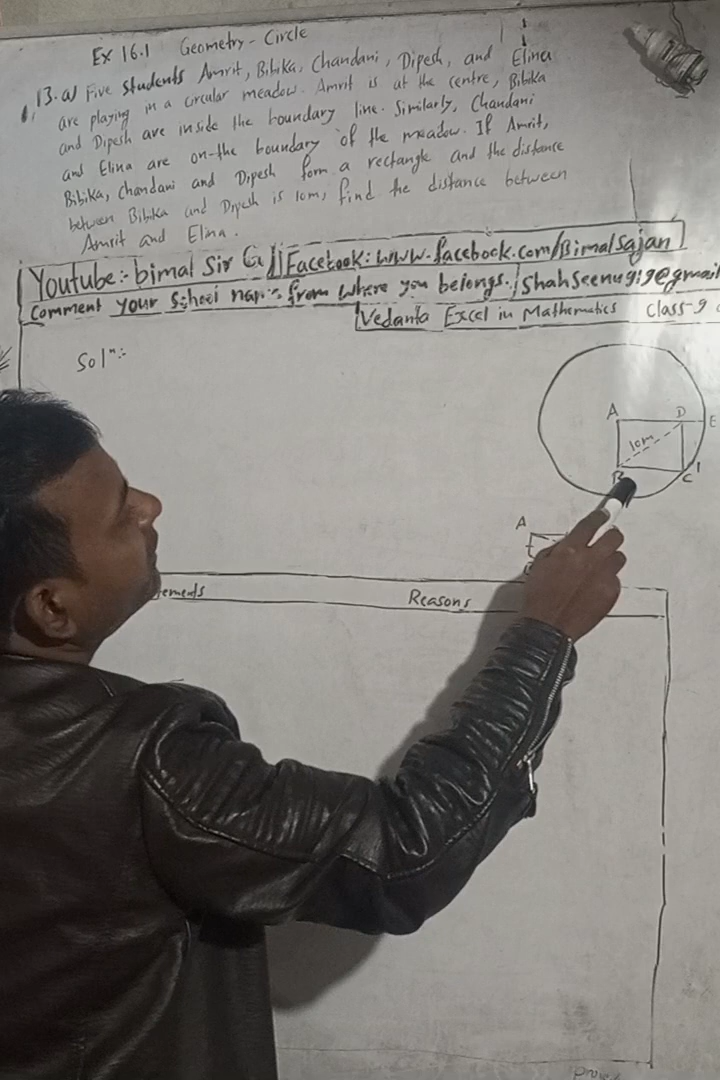 Ex 16.1 Geometry - Circle
13. a) Five Students Amrit, Bibika, Chandani, Dipesh, and Elina
are playing in a circular meadow. Amrit is at the centre, Bibika
and Dipesh are inside the boundary line. Similarly, Chandani
and Elina are on the boundary of the meadow. If Amrit,
Bibika, Chandani and Dipesh form a rectangle and the distance
between Bibika and Dipesh is 10m, find the distance between
Amrit and Elina.
Youtube:- bimal Sir
Facebook: www.facebook.com/Bimalsajan
Comment your School name from where you belongs.
Vedanta Excel in Mathematics Class-9
Solⁿ:-
A D E
10m
B C
A
Reasons